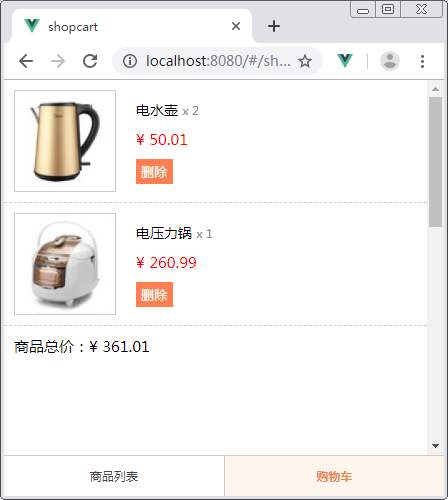 shopcart
localhost:8080/#/sh...
电水壶 x 2
¥ 50.01
删除
电压力锅 x 1
¥ 260.99
删除
商品总价：¥ 361.01
商品列表
购物车